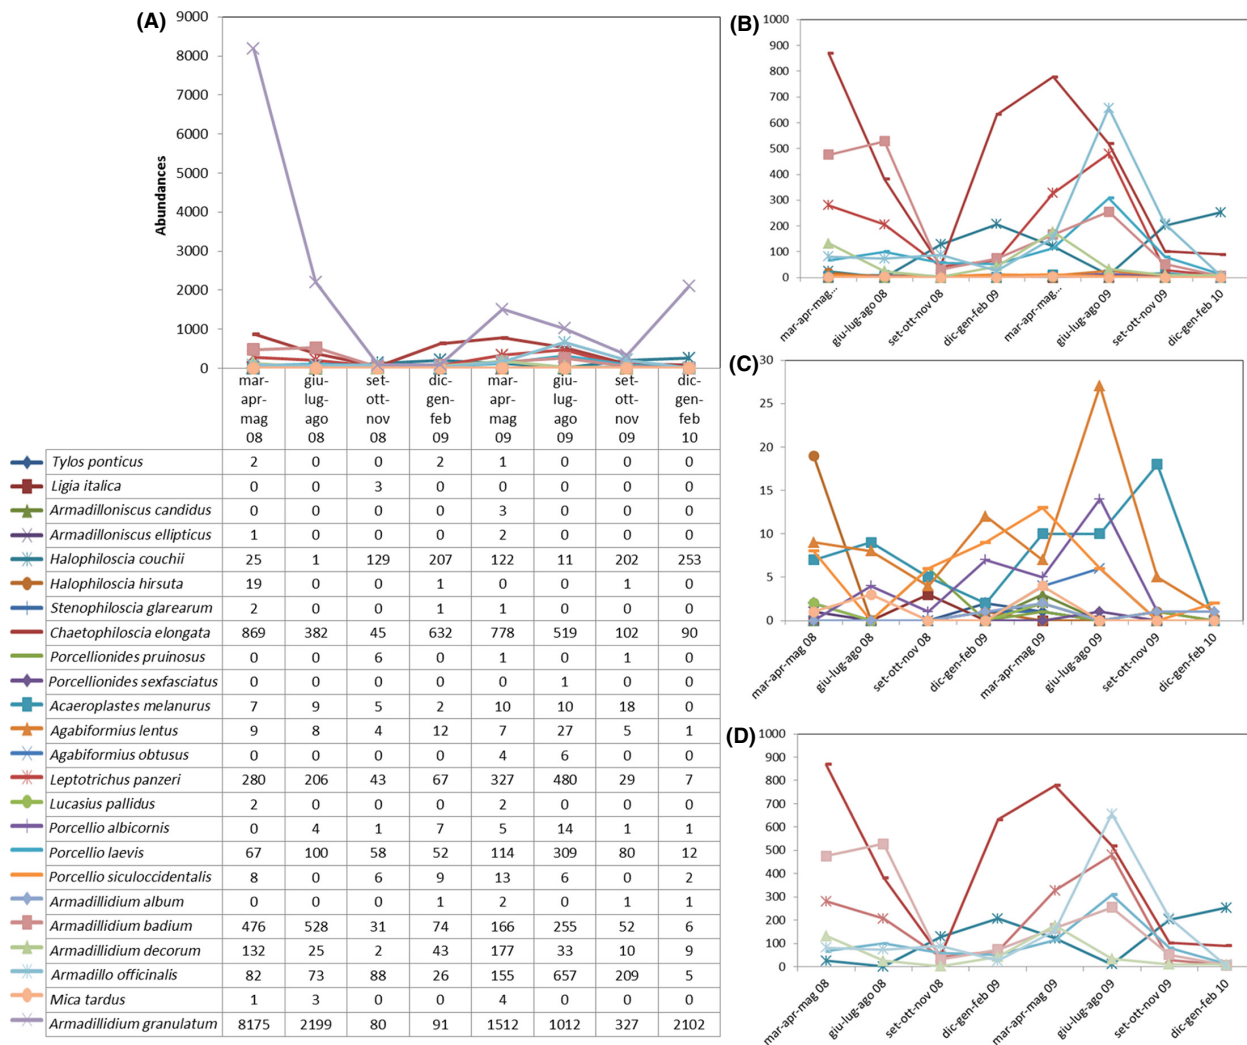 (A)
9000
8000
7000
6000
5000
4000
3000
2000
1000
0
Abundances
mar-apr-mag 08
giu-lug-ago 08
set-ott-nov 08
dic-gen-feb 09
mar-apr-mag 09
giu-lug-ago 09
set-ott-nov 09
dic-gen-feb 10
Tylos ponticus 2 0 0 2 1 0 0 0
Ligia italica 0 0 3 0 0 0 0 0
Armadilloniscus candidus 0 0 0 0 3 0 0 0
Armadilloniscus ellipticus 1 0 0 0 2 0 0 0
Halophiloscia couchii 25 1 129 207 122 11 202 253
Halophiloscia hirsuta 19 0 0 1 0 0 1 0
Stenophiloscia glarearum 2 0 0 1 1 0 0 0
Chaetophiloscia elongata 869 382 45 632 778 519 102 90
Porcellionides pruinosus 0 0 6 0 1 0 1 0
Porcellionides sexfasciatus 0 0 0 0 0 1 0 0
Acaeroplastes melanurus 7 9 5 2 10 10 18 0
Agabiformius lentus 9 8 4 12 7 27 5 1
Agabiformius obtusus 0 0 0 0 4 6 0 0
Leptotrichus panzeri 280 206 43 67 327 480 29 7
Lucasius pallidus 2 0 0 0 2 0 0 0
Porcellio albicornis 0 4 1 7 5 14 1 1
Porcellio laevis 67 100 58 52 114 309 80 12
Porcellio siculoccidentalis 8 0 6 9 13 6 0 2
Armadillidium album 0 0 0 1 2 0 1 1
Armadillidium badium 476 528 31 74 166 255 52 6
Armadillidium decorum 132 25 2 43 177 33 10 9
Armadillo officinalis 82 73 88 26 155 657 209 5
Mica tardus 1 3 0 0 4 0 0 0
Armadillidium granulatum 8175 2199 80 91 1512 1012 327 2102
(B)
1000
900
800
700
600
500
400
300
200
100
0
mar-apr-mag...
giu-lug-ago 08
set-ott-nov 08
dic-gen-feb 09
mar-apr-mag...
giu-lug-ago 09
set-ott-nov 09
dic-gen-feb 10
(C)
30
25
20
15
10
5
0
mar-apr-mag 08
giu-lug-ago 08
set-ott-nov 08
dic-gen-feb 09
mar-apr-mag 09
giu-lug-ago 09
set-ott-nov 09
dic-gen-feb 10
(D)
1000
900
800
700
600
500
400
300
200
100
0
mar-apr-mag 08
giu-lug-ago 08
set-ott-nov 08
dic-gen-feb 09
mar-apr-mag 09
giu-lug-ago 09
set-ott-nov 09
dic-gen-feb 10